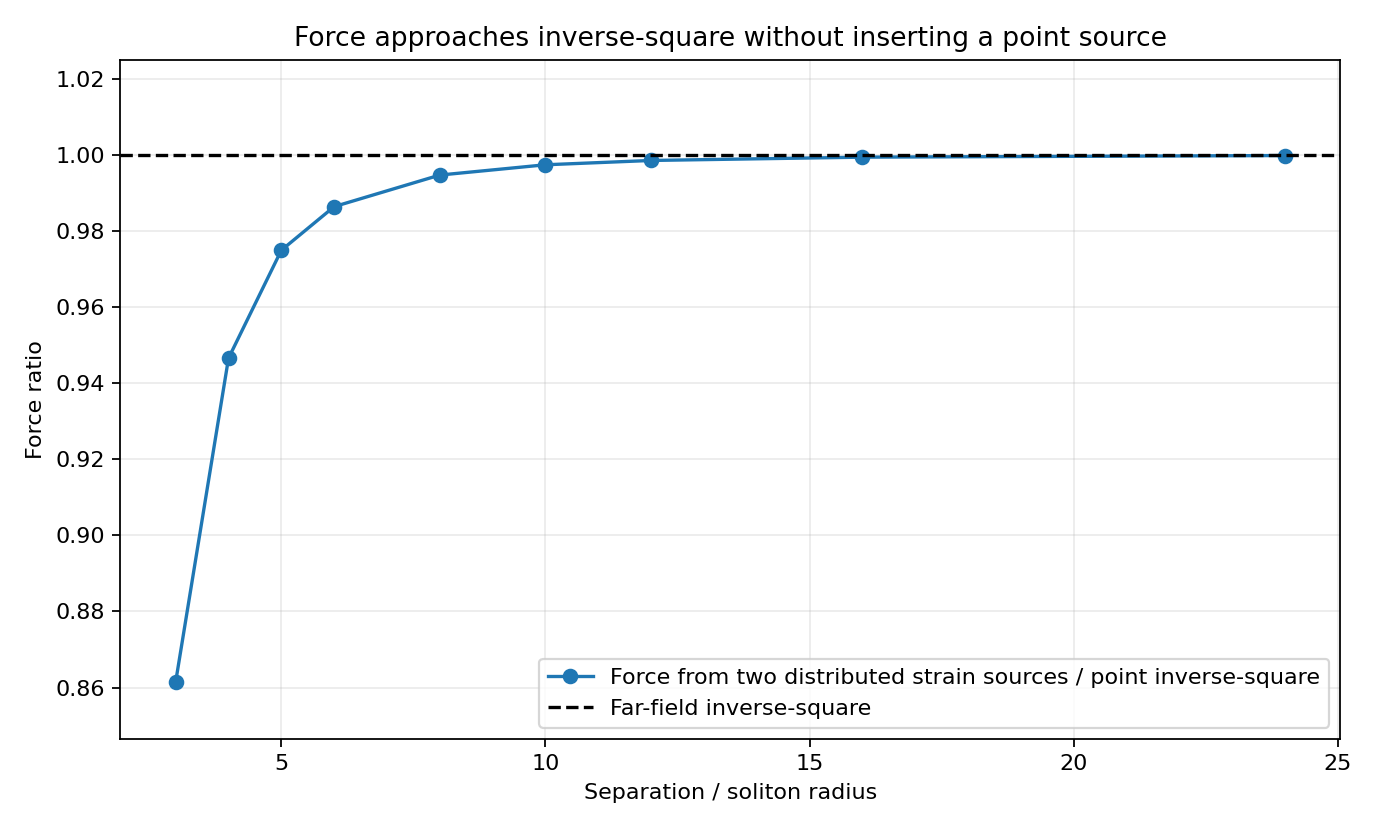 Force approaches inverse-square without inserting a point source
1.02
1.00
0.98
0.96
0.94
0.92
0.90
0.88
0.86
Force ratio
Force from two distributed strain sources / point inverse-square
Far-field inverse-square
5
10
15
20
25
Separation / soliton radius